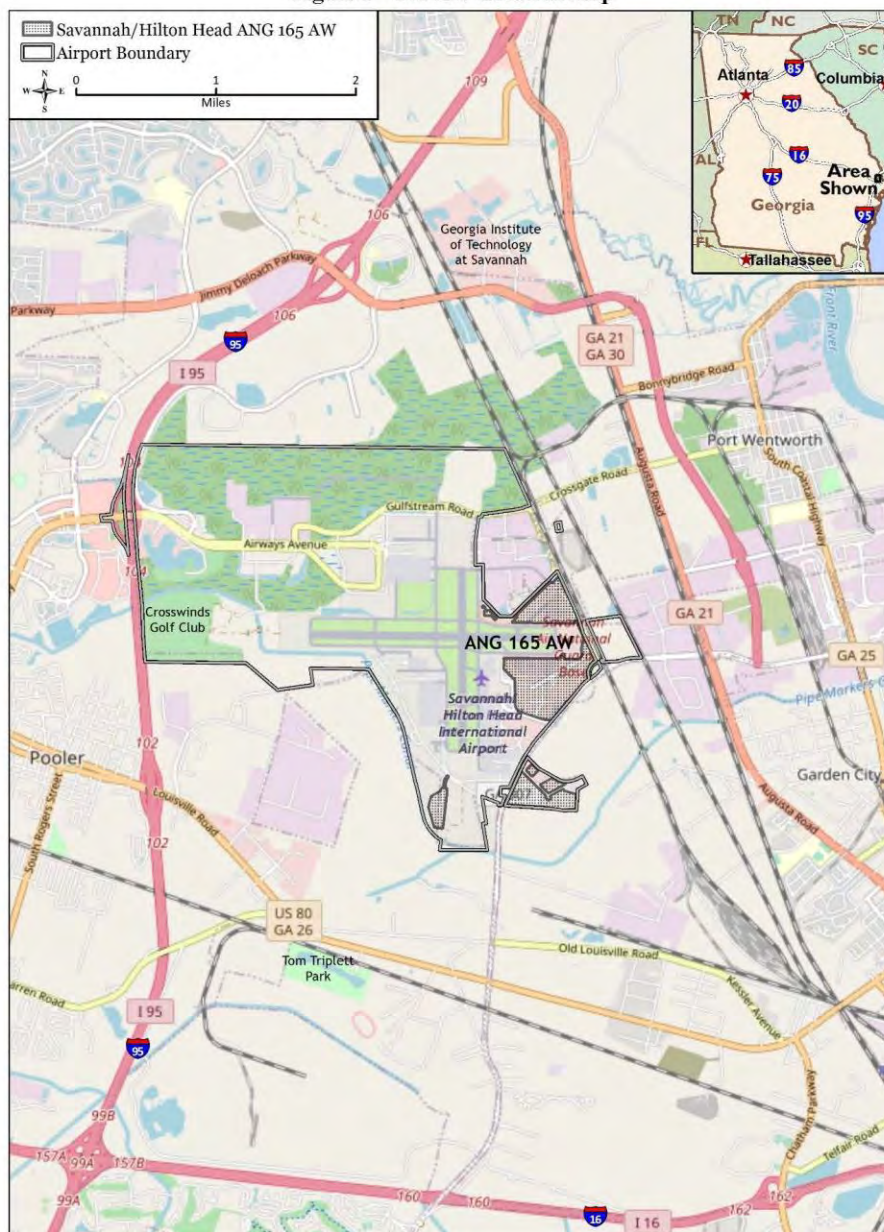 Savannah/Hilton Head ANG 165 AW
Airport Boundary
N
W E
S
0 1 2
Miles
TN NC
SC
85
Atlanta
Columbia
20
16
AL
75
Area
Shown
Georgia
95
FL
Tallahassee
109
106
Georgia Institute
of Technology
at Savannah
Jimmy Deloach Parkway
Parkway
106
95
I 95
GA 21
GA 30
Front River
Bonnybridge Road
Port Wentworth
Augusta Road
South Coastal Highway
Crossgate Road
Gulfstream Road
Airways Avenue
104
Crosswinds
Golf Club
GA 21
ANG 165 AW
GA 25
Savannah
Hilton Head
International
Airport
102
Pooler
Garden City
Louisville Road
South Rogers Street
Augusta Road
102
US 80
GA 26
Old Louisville Road
Tom Triplett
Park
Kessler Avenue
arren Road
I 95
95
Chatham Parkway
Telfair Road
99B
157A 99A 157B
99A
160 160
162 162
16
I 16